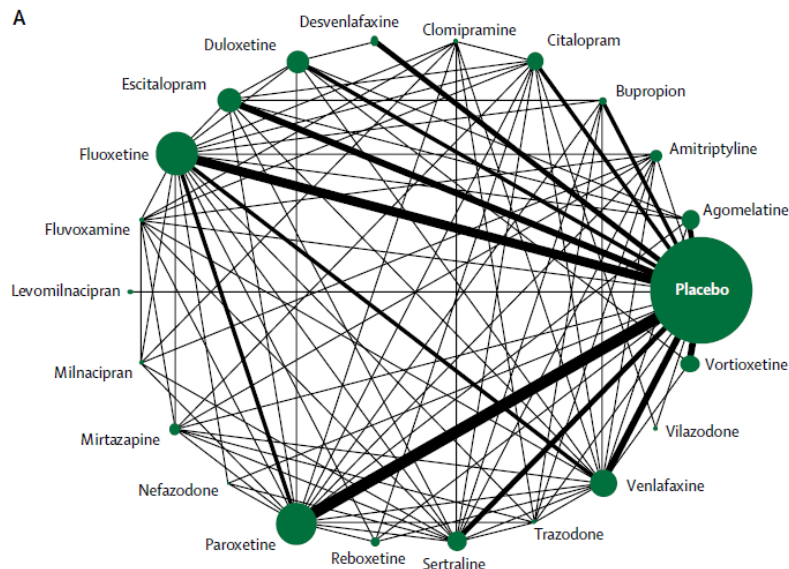 A
Desvenlafaxine
Clomipramine
Duloxetine
Citalopram
Escitalopram
Bupropion
Fluoxetine
Amitriptyline
Agomelatine
Fluvoxamine
Levomilnacipran
Placebo
Milnacipran
Vortioxetine
Mirtazapine
Vilazodone
Nefazodone
Venlafaxine
Paroxetine
Trazodone
Reboxetine
Sertraline